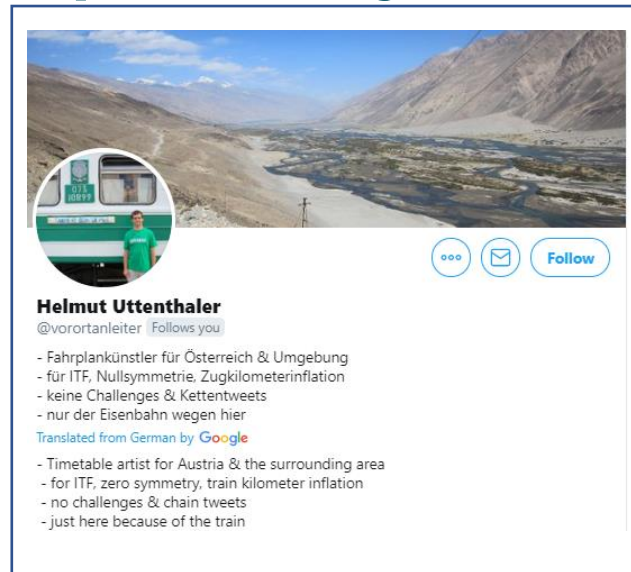 075
10899
Helmut Uttenthaler
@vorortanleiter Follows you
Follow
- Fahrplankünstler für Österreich & Umgebung
- für ITF, Nullsymmetrie, Zugkilometerinflation
- keine Challenges & Kettentweets
- nur der Eisenbahn wegen hier
Translated from German by Google
- Timetable artist for Austria & the surrounding area
- for ITF, zero symmetry, train kilometer inflation
- no challenges & chain tweets
- just here because of the train